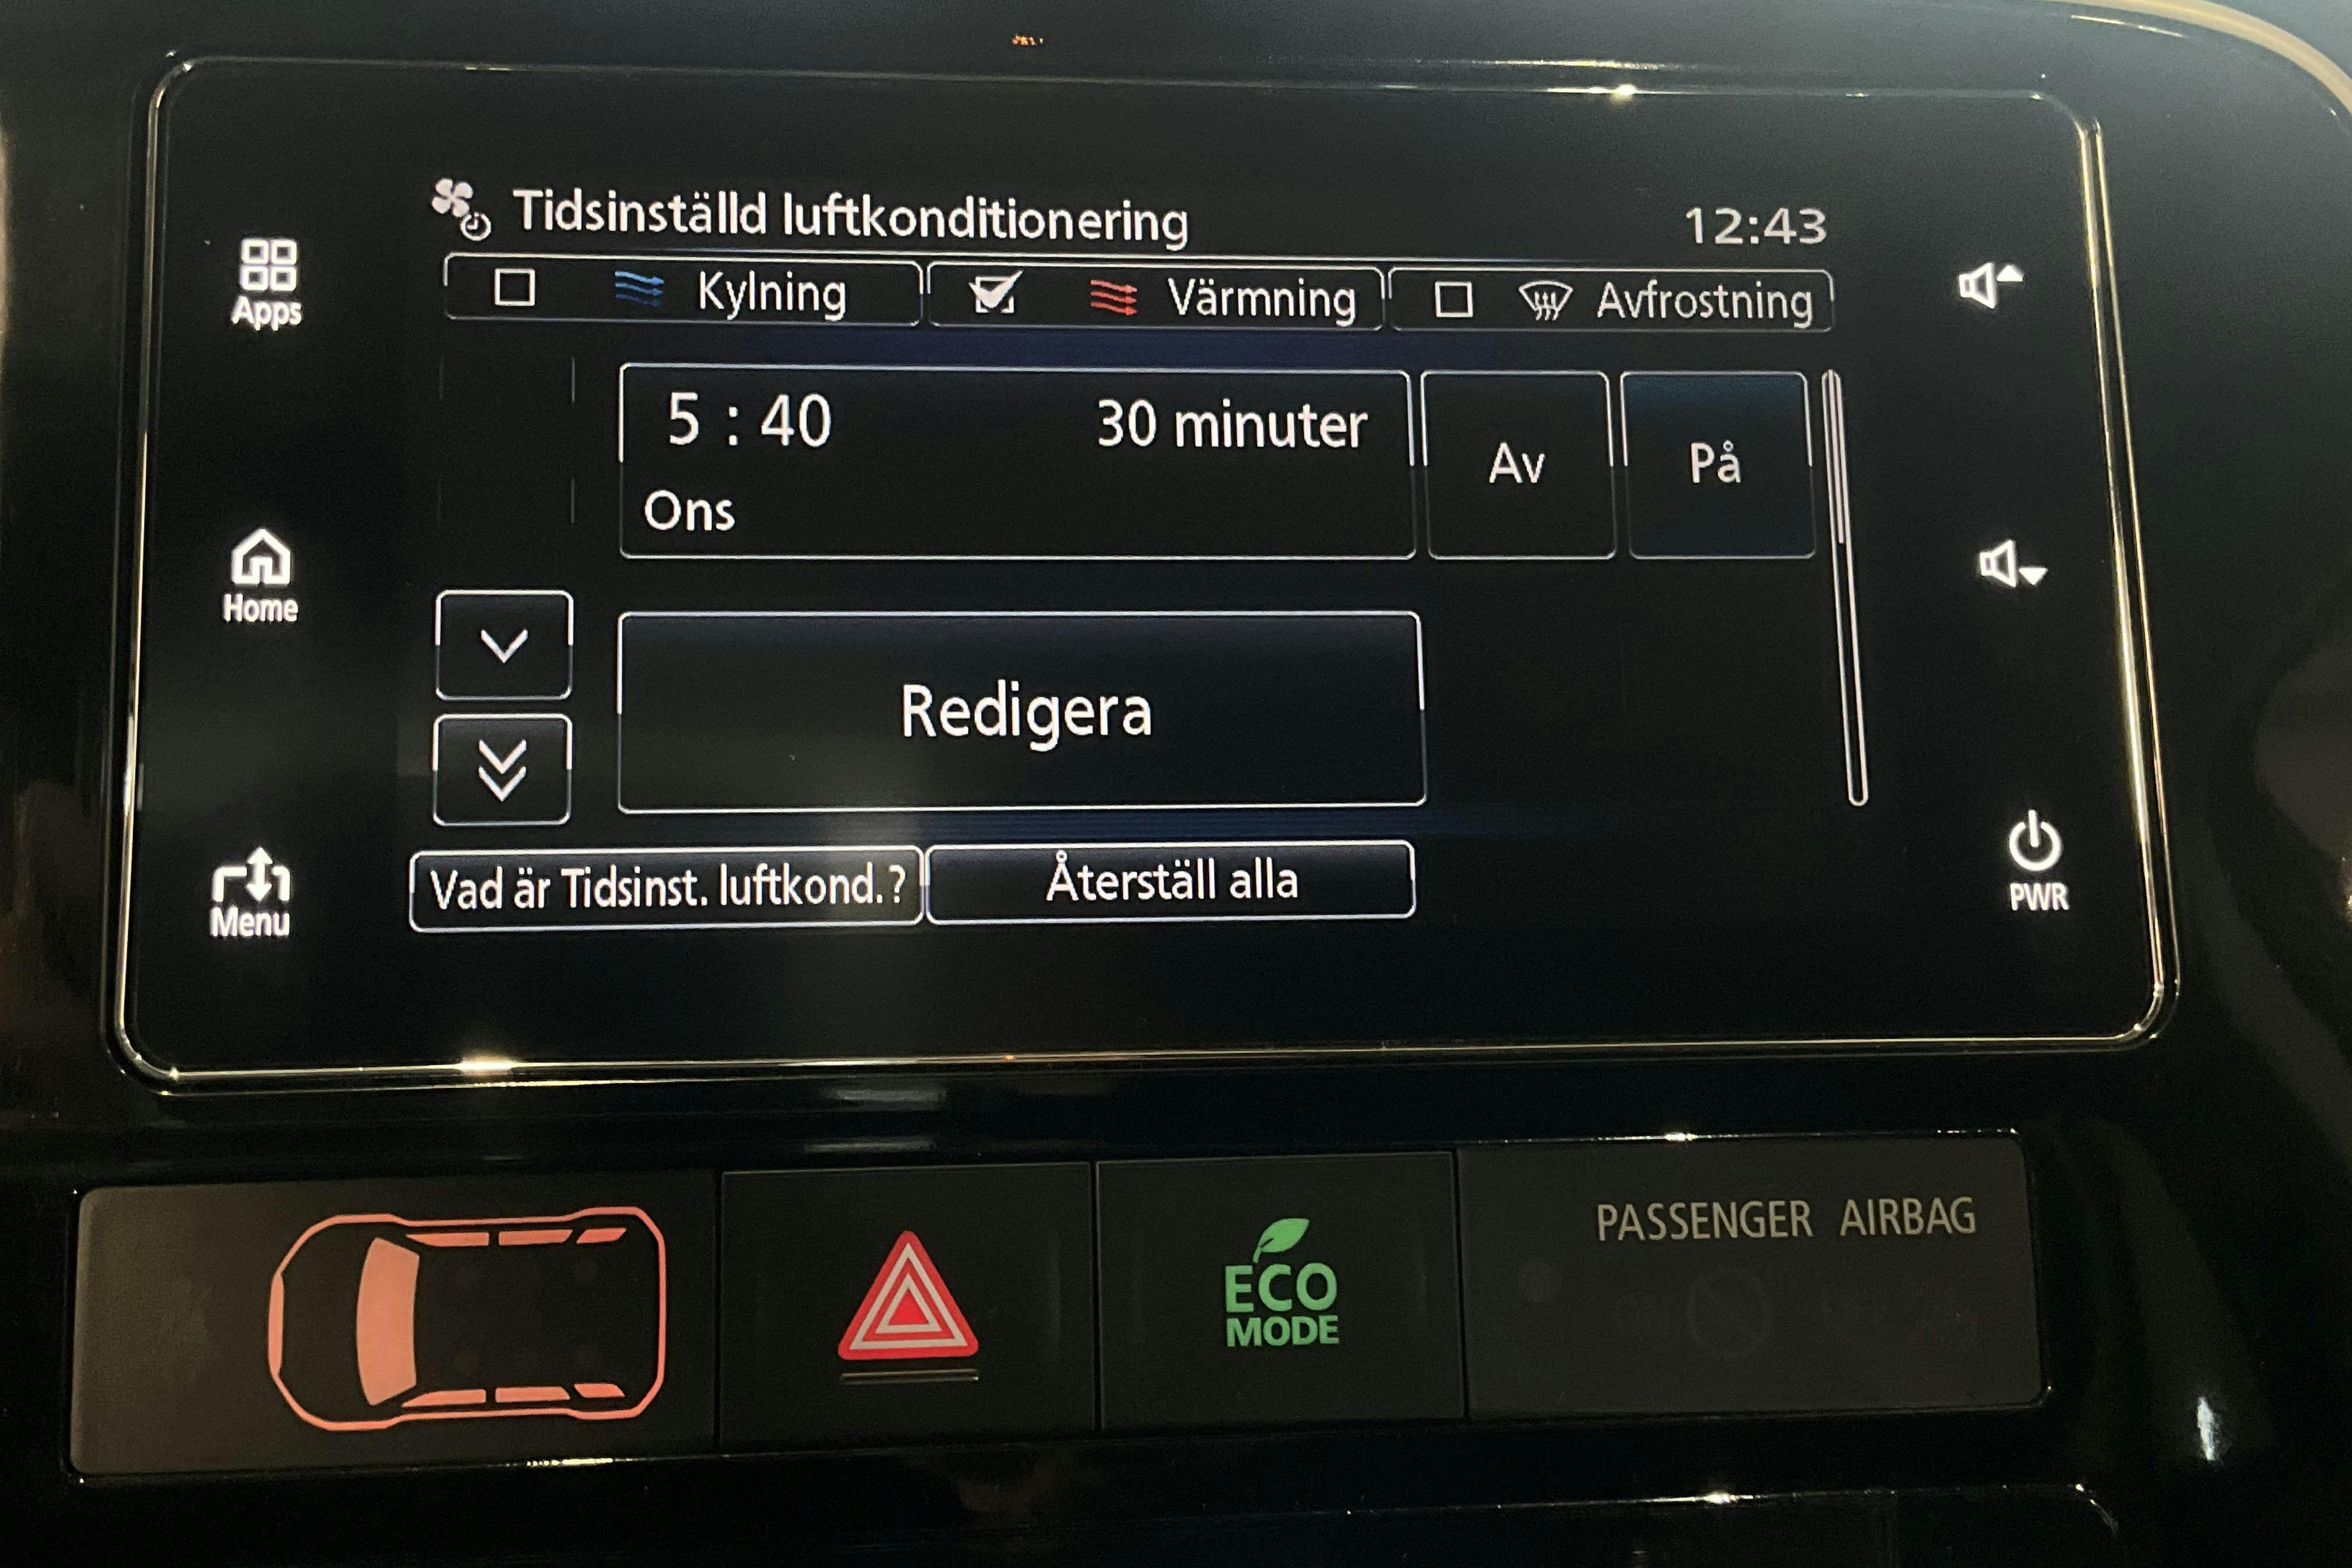 Tidsinställd luftkonditionering
12:43
Kylning
Värmning
Avfrostning
Apps
5 : 40
30 minuter
Ons
Av
På
Home
Redigera
Vad är Tidsinst. luftkond.?
Återställ alla
Menu
PWR
ECO
MODE
PASSENGER AIRBAG